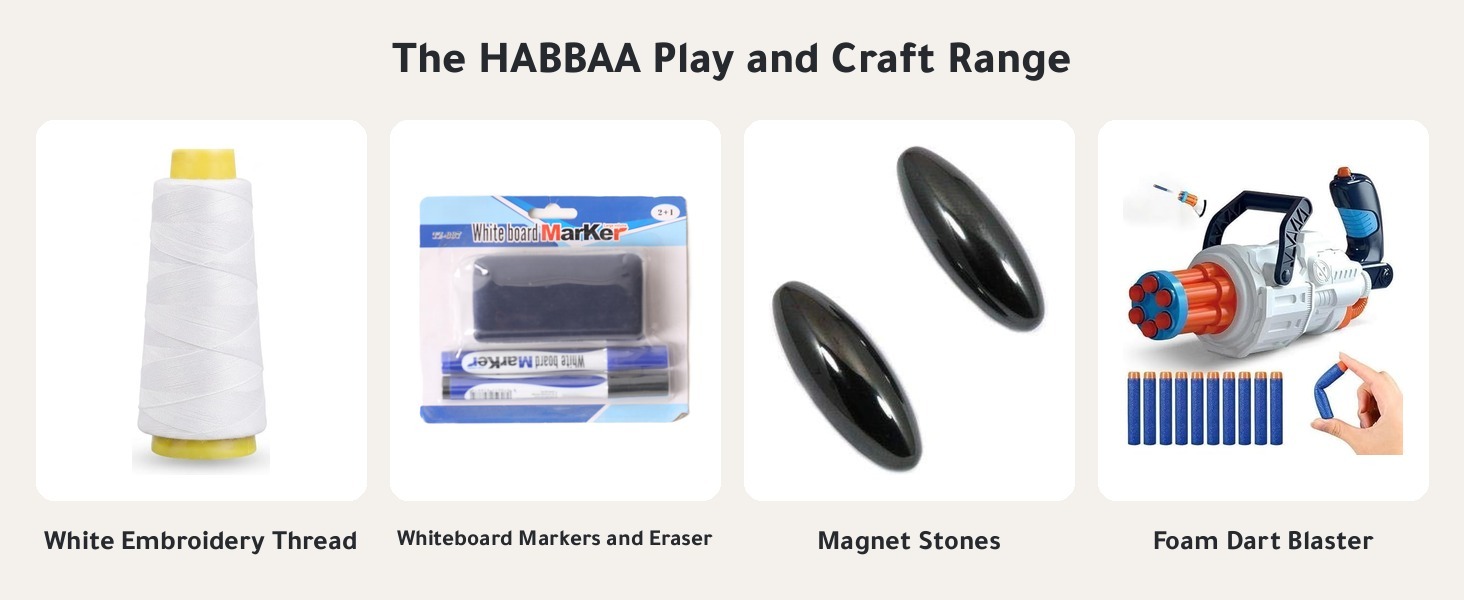 The HABBAA Play and Craft Range
2+1
White board MarKer
White board Marker
White Embroidery Thread
Whiteboard Markers and Eraser
Magnet Stones
Foam Dart Blaster